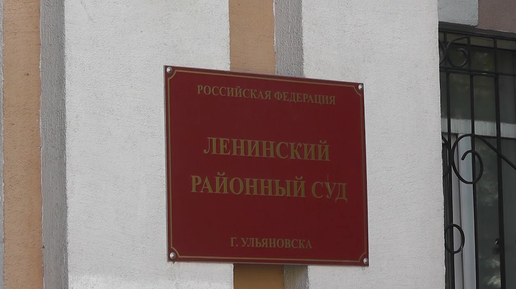 РОССИЙСКАЯ ФЕДЕРАЦИЯ
ЛЕНИНСКИЙ
РАЙОННЫЙ СУД
Г. УЛЬЯНОВСКА